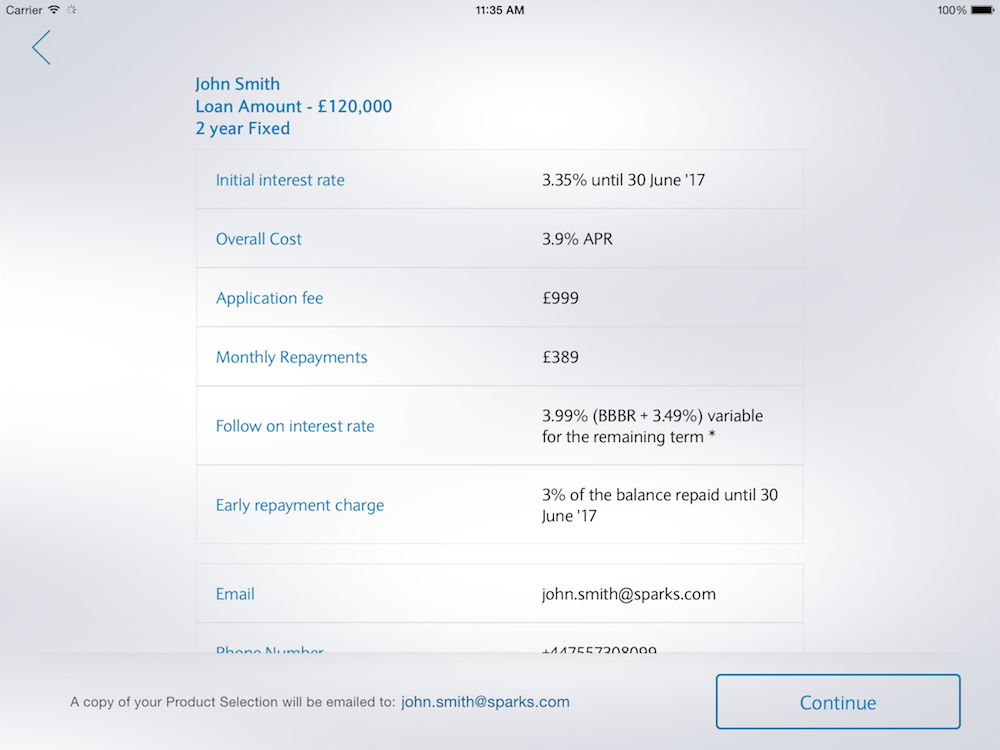 Carrier
11:35 AM
100%
John Smith
Loan Amount - £120,000
2 year Fixed
Initial interest rate
3.35% until 30 June '17
Overall Cost
3.9% APR
Application fee
£999
Monthly Repayments
£389
Follow on interest rate
3.99% (BBBR + 3.49%) variable
for the remaining term *
Early repayment charge
3% of the balance repaid until 30
June '17
Email
john.smith@sparks.com
Phone Number
+447557308099
A copy of your Product Selection will be emailed to: john.smith@sparks.com
Continue